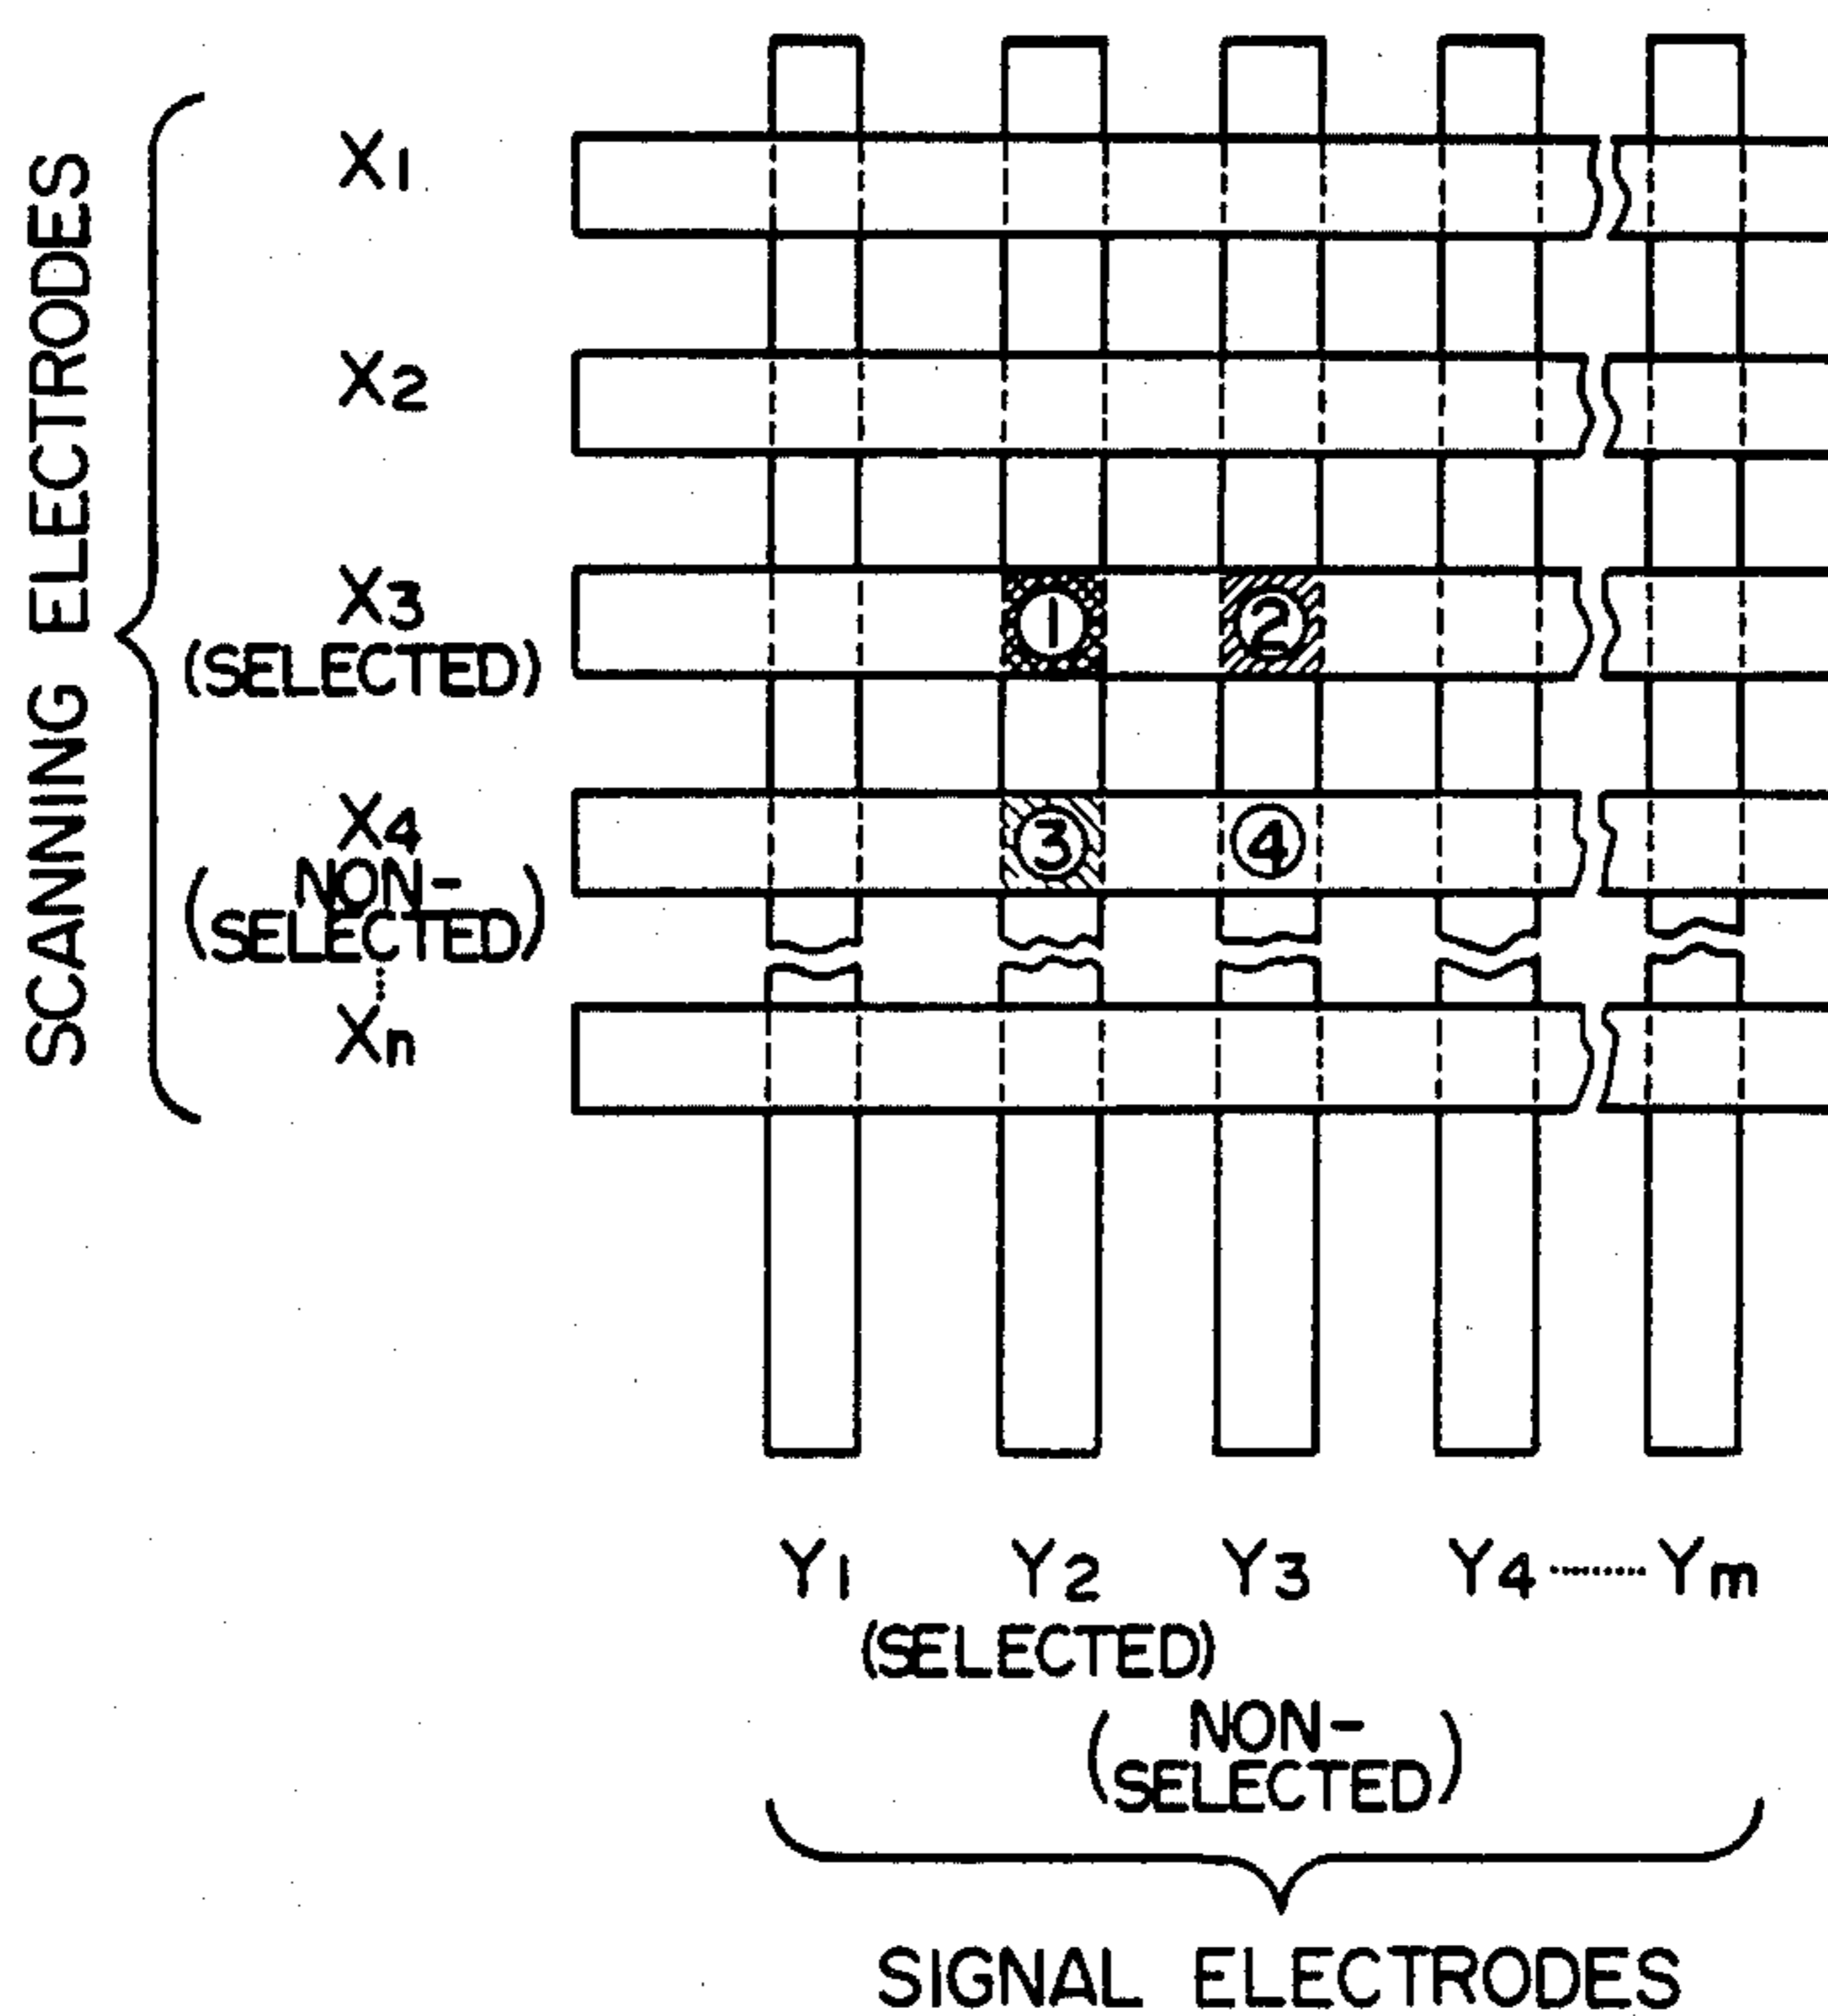 SCANNING ELECTRODES
X1
X2
X3
(SELECTED)
① ②
X4
(NON-
SELECTED)
③ ④
Xn
Y1 Y2 Y3 Y4 ........ Ym
(SELECTED)
(NON-
SELECTED)
SIGNAL ELECTRODES